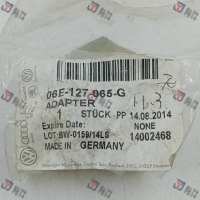 06E-127-065-G
ADAPTER
1 STÜCK PP 14.08.2014
Expire Date: NONE
LOT BW-0159/14LS 14002468
MADE IN GERMANY